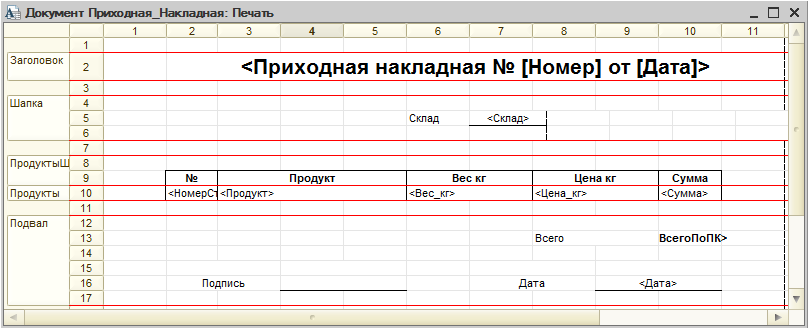 Документ Приходная_Накладная: Печать
1 2 3 4 5 6 7 8 9 10 11
1
Заголовок 2 <Приходная накладная № [Номер] от [Дата]>
3
Шапка 4
5 Склад <Склад>
6
7
ПродуктыШ 8
9 № Продукт Вес кг Цена кг Сумма
Продукты 10 <НомерСт <Продукт> <Вес_кг> <Цена_кг> <Сумма>
11
Подвал 12
13 Всего ВсегоПоПК>
14
15
16 Подпись Дата <Дата>
17